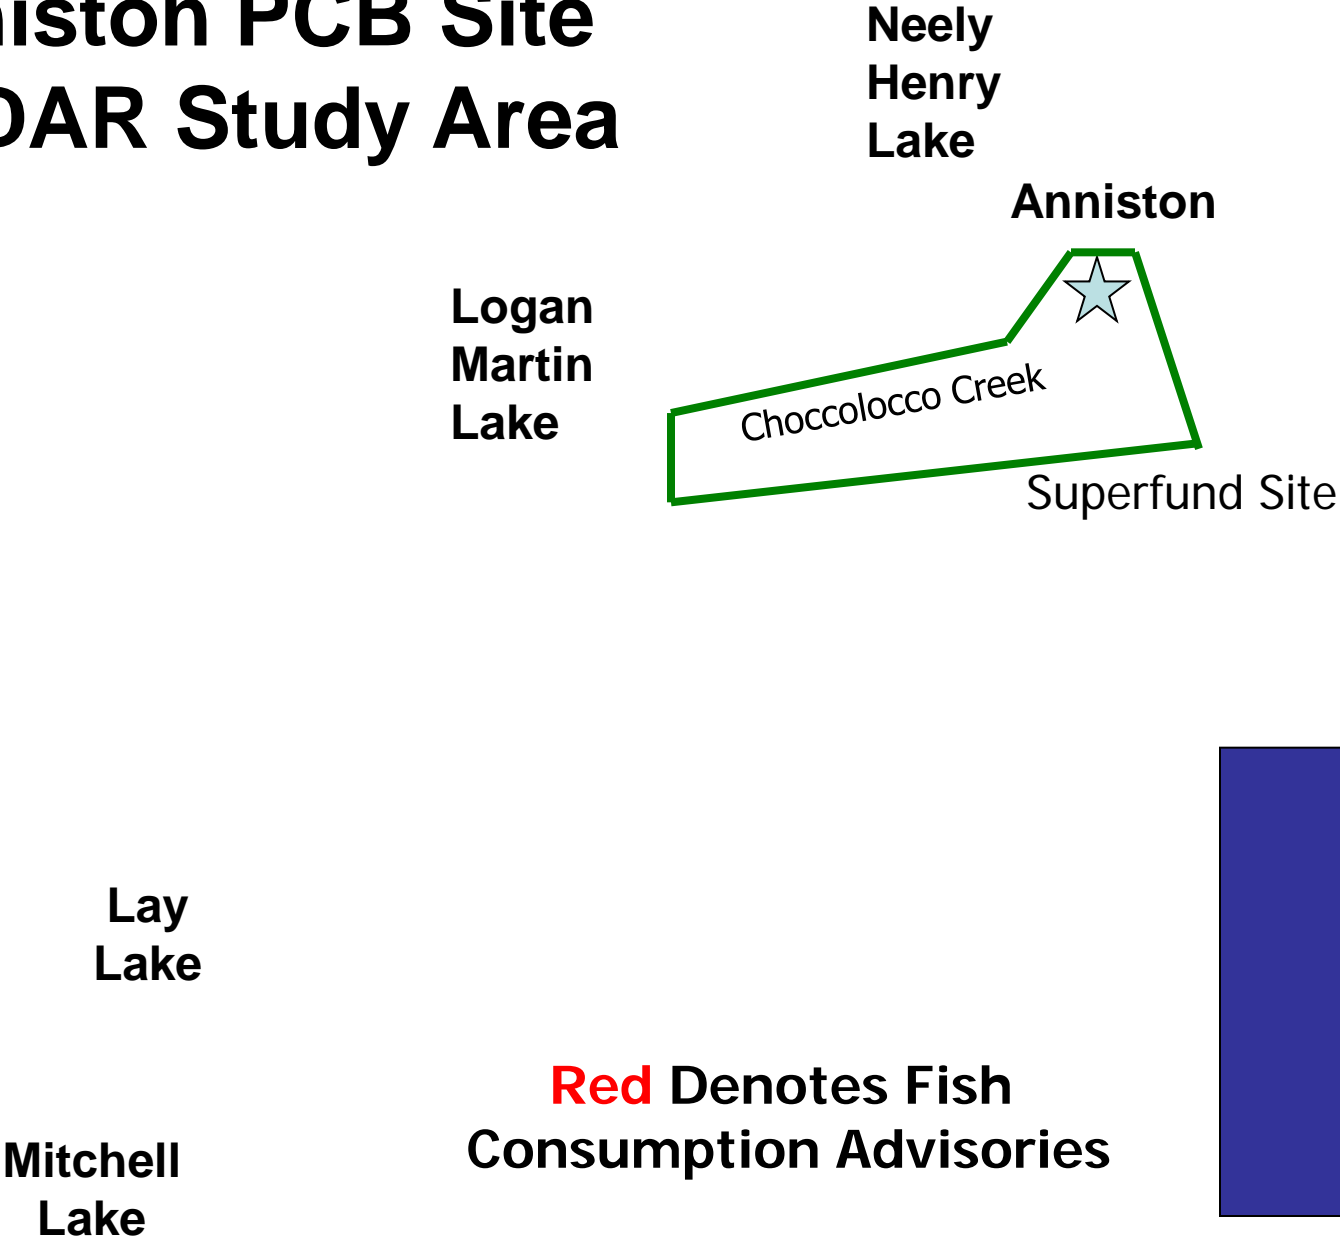 niston PCB Site
DAR Study Area
Neely
Henry
Lake
Anniston
Logan
Martin
Lake
Choccolocco Creek
Superfund Site
Lay
Lake
Red Denotes Fish
Consumption Advisories
Mitchell
Lake